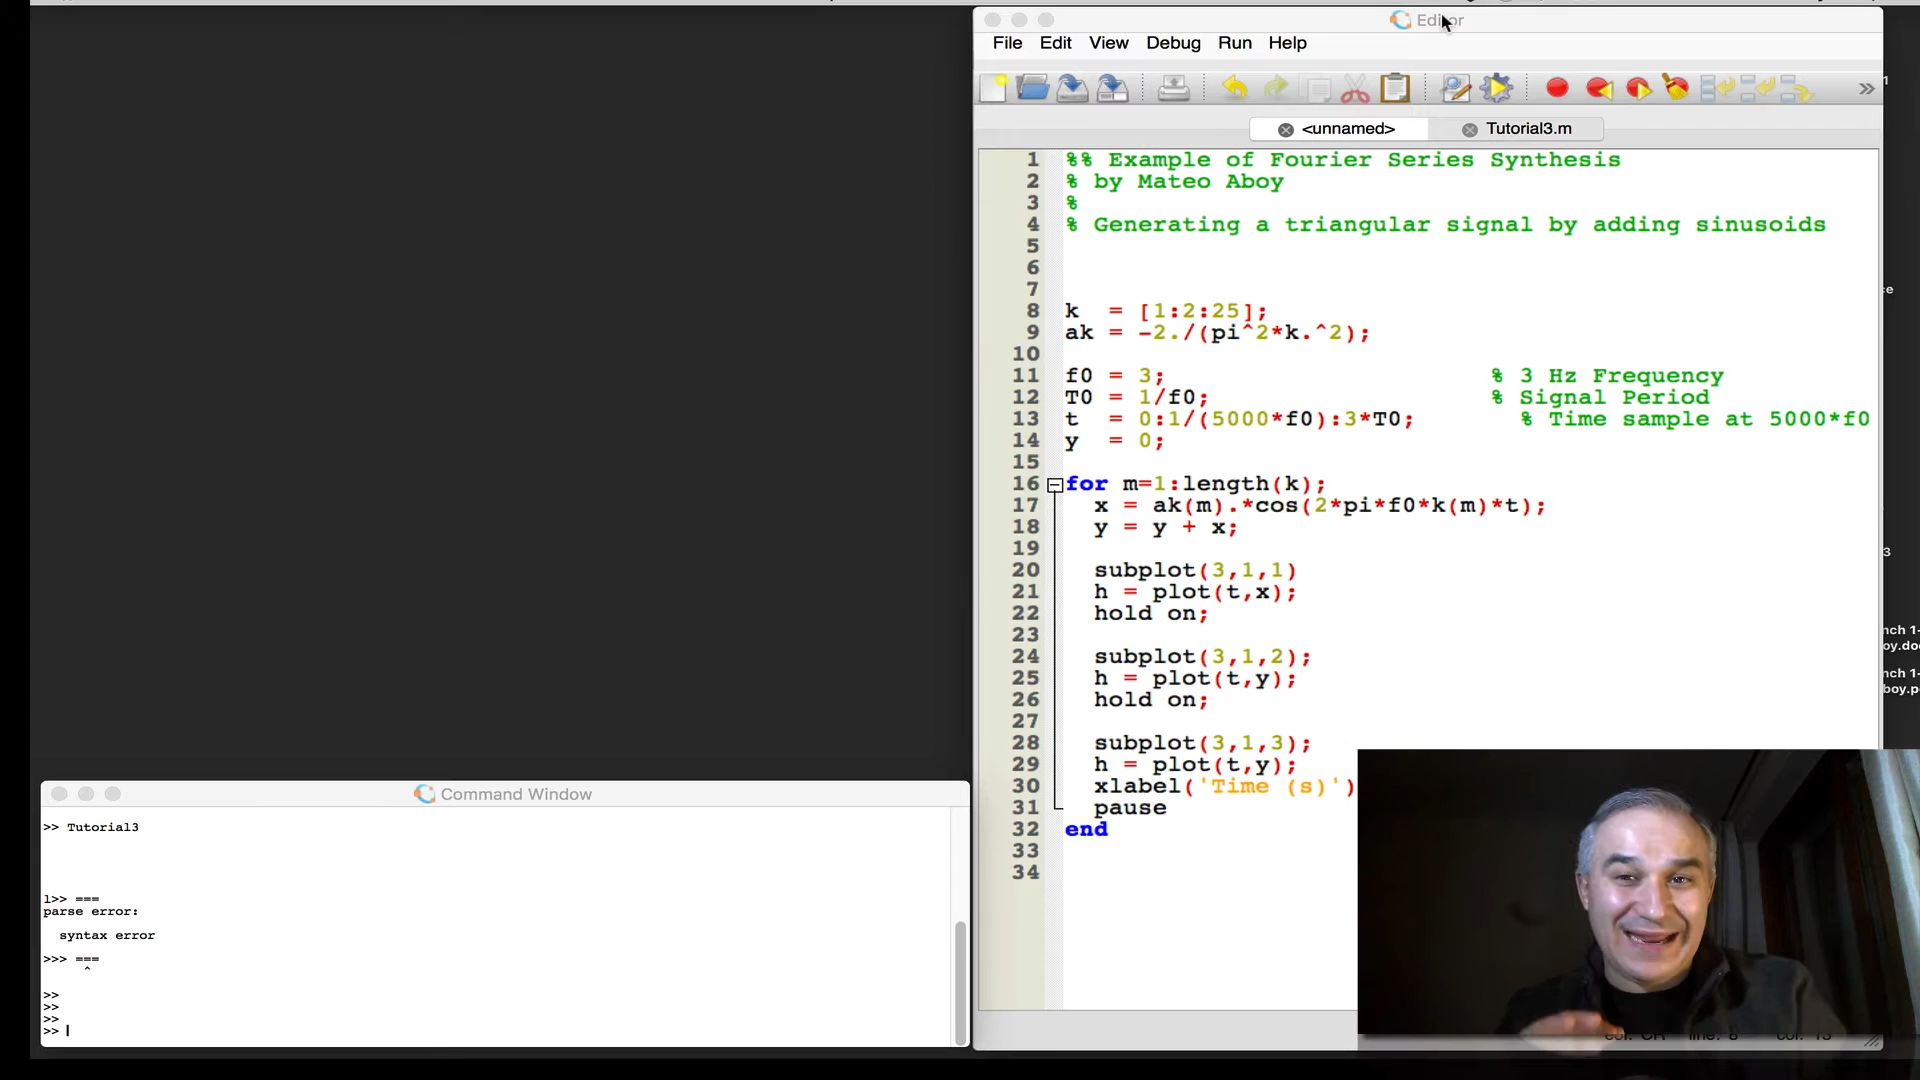 Editor
File Edit View Debug Run Help
<unnamed>
Tutorial3.m
1 %% Example of Fourier Series Synthesis
2 % by Mateo Aboy
3 %
4 % Generating a triangular signal by adding sinusoids
5
6
7
8 k = [1:2:25];
9 ak = -2./(pi^2*k.^2);
10
11 f0 = 3; % 3 Hz Frequency
12 T0 = 1/f0; % Signal Period
13 t = 0:1/(5000*f0):3*T0; % Time sample at 5000*f0
14 y = 0;
15
16 for m=1:length(k);
17 x = ak(m).*cos(2*pi*f0*k(m)*t);
18 y = y + x;
19
20 subplot(3,1,1)
21 h = plot(t,x);
22 hold on;
23
24 subplot(3,1,2);
25 h = plot(t,y);
26 hold on;
27
28 subplot(3,1,3);
29 h = plot(t,y);
30 xlabel('Time (s)')
31 pause
32 end
33
34
Command Window
>> Tutorial3
l>> ===
parse error:
syntax error
>>> ===
^
>>
>>
>>
>>